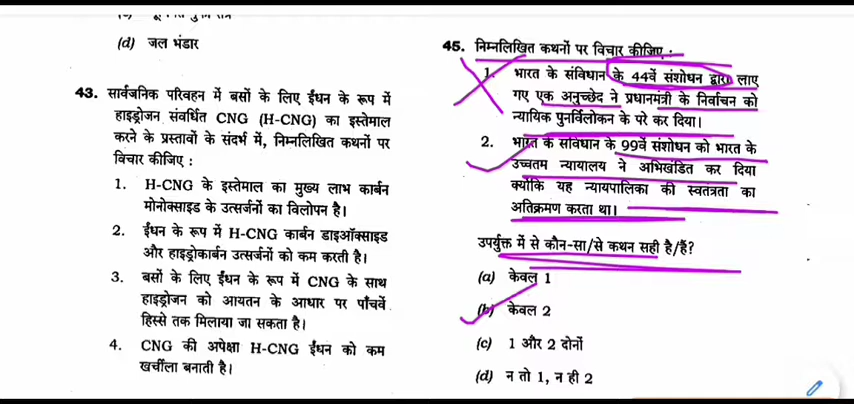 (d) जल भंडार
43. सार्वजनिक परिवहन में बसों के लिए ईंधन के रूप में
हाइड्रोजन संवर्धित CNG (H-CNG) का इस्तेमाल
करने के प्रस्तावों के संदर्भ में, निम्नलिखित कथनों पर
विचार कीजिए :
1. H-CNG के इस्तेमाल का मुख्य लाभ कार्बन
मोनोक्साइड के उत्सर्जनों का विलोपन है।
2. ईंधन के रूप में H-CNG कार्बन डाइऑक्साइड
और हाइड्रोकार्बन उत्सर्जनों को कम करती है।
3. बसों के लिए ईंधन के रूप में CNG के साथ
हाइड्रोजन को आयतन के आधार पर पाँचवें
हिस्से तक मिलाया जा सकता है।
4. CNG की अपेक्षा H-CNG ईंधन को कम
खर्चीला बनाती है।
45. निम्नलिखित कथनों पर विचार कीजिए :
1. भारत के संविधान के 44वें संशोधन द्वारा लाए
गए एक अनुच्छेद ने प्रधानमंत्री के निर्वाचन को
न्यायिक पुनर्विलोकन के परे कर दिया।
2. भारत के संविधान के 99वें संशोधन को भारत के
उच्चतम न्यायालय ने अभिखंडित कर दिया
क्योंकि यह न्यायपालिका की स्वतंत्रता का
अतिक्रमण करता था।
उपर्युक्त में से कौन-सा/से कथन सही है/हैं?
(a) केवल 1
(b) केवल 2
(c) 1 और 2 दोनों
(d) न तो 1, न ही 2